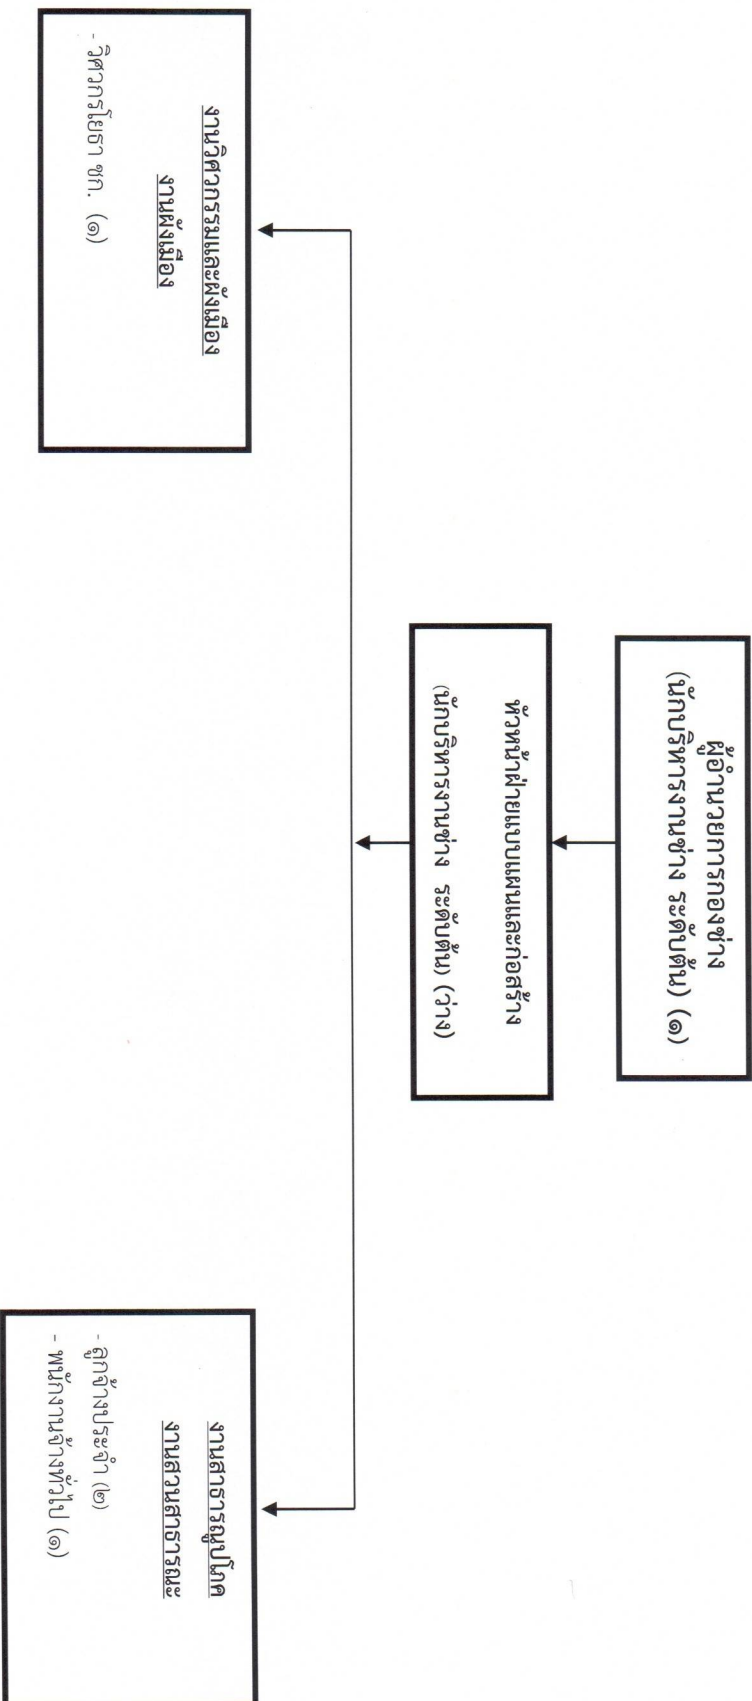 ผู้อำนวยการกองช่าง
(นักบริหารงานช่าง ระดับต้น) (๑)
หัวหน้าฝ่ายแบบแผนและก่อสร้าง
(นักบริหารงานช่าง ระดับต้น) (ว่าง)
งานวิศวกรรมและผังเมือง
งานผังเมือง
- วิศวกรโยธา ชก. (๑)
งานสาธารณูปโภค
งานสวนสาธารณะ
- ลูกจ้างประจำ (๒)
- พนักงานจ้างทั่วไป (๑)